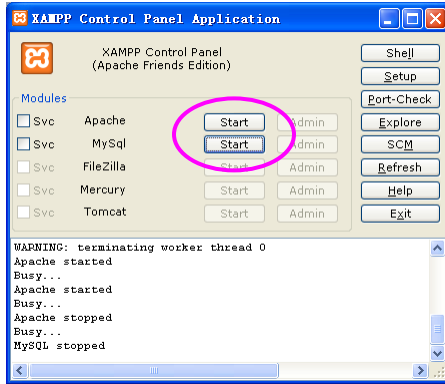 XAMPP Control Panel Application
XAMPP Control Panel
(Apache Friends Edition)
Shell
Setup
Modules
Port-Check
Svc Apache Start Admin Explore
Svc MySql Start Admin SCM
Svc FileZilla Start Admin Refresh
Svc Mercury Start Admin Help
Svc Tomcat Start Admin Exit
WARNING: terminating worker thread 0
Apache started
Busy...
Apache started
Busy...
Apache stopped
Busy...
MySQL stopped